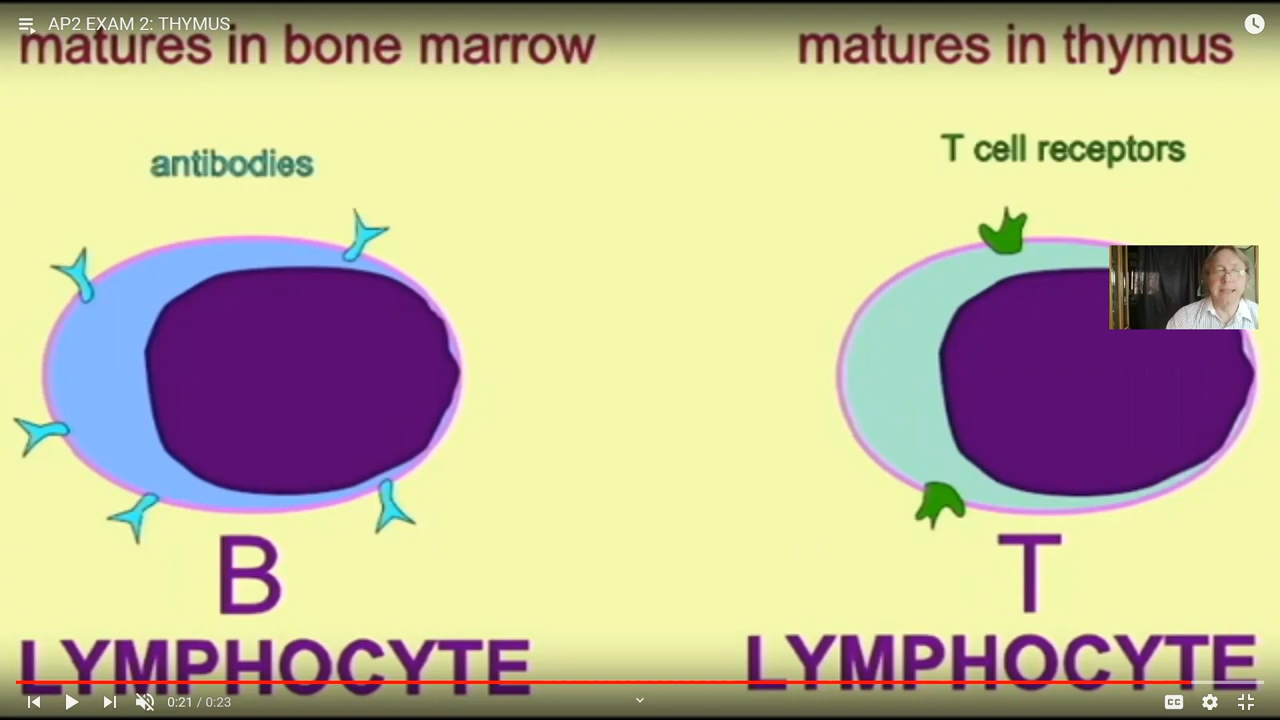 AP2 EXAM 2: THYMUS
matures in bone marrow
matures in thymus
antibodies
T cell receptors
B
LYMPHOCYTE
T
LYMPHOCYTE
0:21 / 0:23
CC